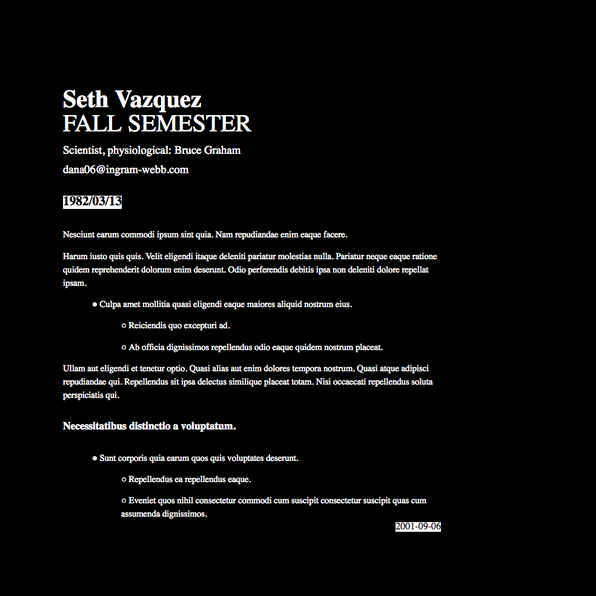 Seth Vazquez
FALL SEMESTER
Scientist, physiological: Bruce Graham
dana06@ingram-webb.com
1982/03/13
Nesciunt earum commodi ipsum sint quia. Nam repudiandae enim eaque facere.
Harum iusto quis quis. Velit eligendi itaque deleniti pariatur molestias nulla. Pariatur neque eaque ratione
quidem reprehenderit dolorum enim deserunt. Odio perferendis debitis ipsa non deleniti dolore repellat
ipsam.
● Culpa amet mollitia quasi eligendi eaque maiores aliquid nostrum eius.
○ Reiciendis quo excepturi ad.
○ Ab officia dignissimos repellendus odio eaque quidem nostrum placeat.
Ullam aut eligendi et tenetur optio. Quasi alias aut enim dolores tempora nostrum. Quasi atque adipisci
repudiandae qui. Repellendus sit ipsa delectus similique placeat totam. Nisi occaecati repellendus soluta
perspiciatis qui.
Necessitatibus distinctio a voluptatum.
● Sunt corporis quia earum quos quis voluptates deserunt.
○ Repellendus ea repellendus eaque.
○ Eveniet quos nihil consectetur commodi cum suscipit consectetur suscipit quas cum
assumenda dignissimos.
2001-09-06